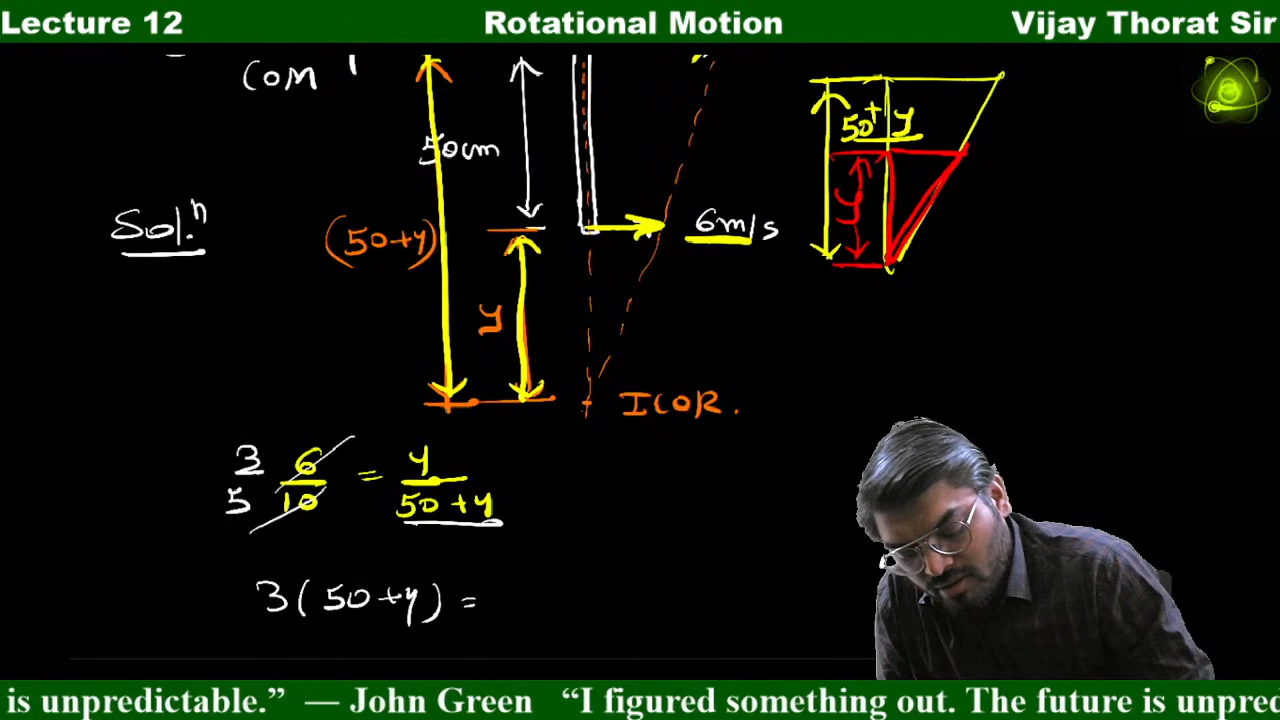 Lecture 12
Rotational Motion
Vijay Thorat Sir
COM
50cm
50+y
y
Sol.ⁿ
(50+y)
6m/s
y
ICOR.
3 6 = y
5 10 50+y
3(50+y) =
is unpredictable.” — John Green “I figured something out. The future is unpred